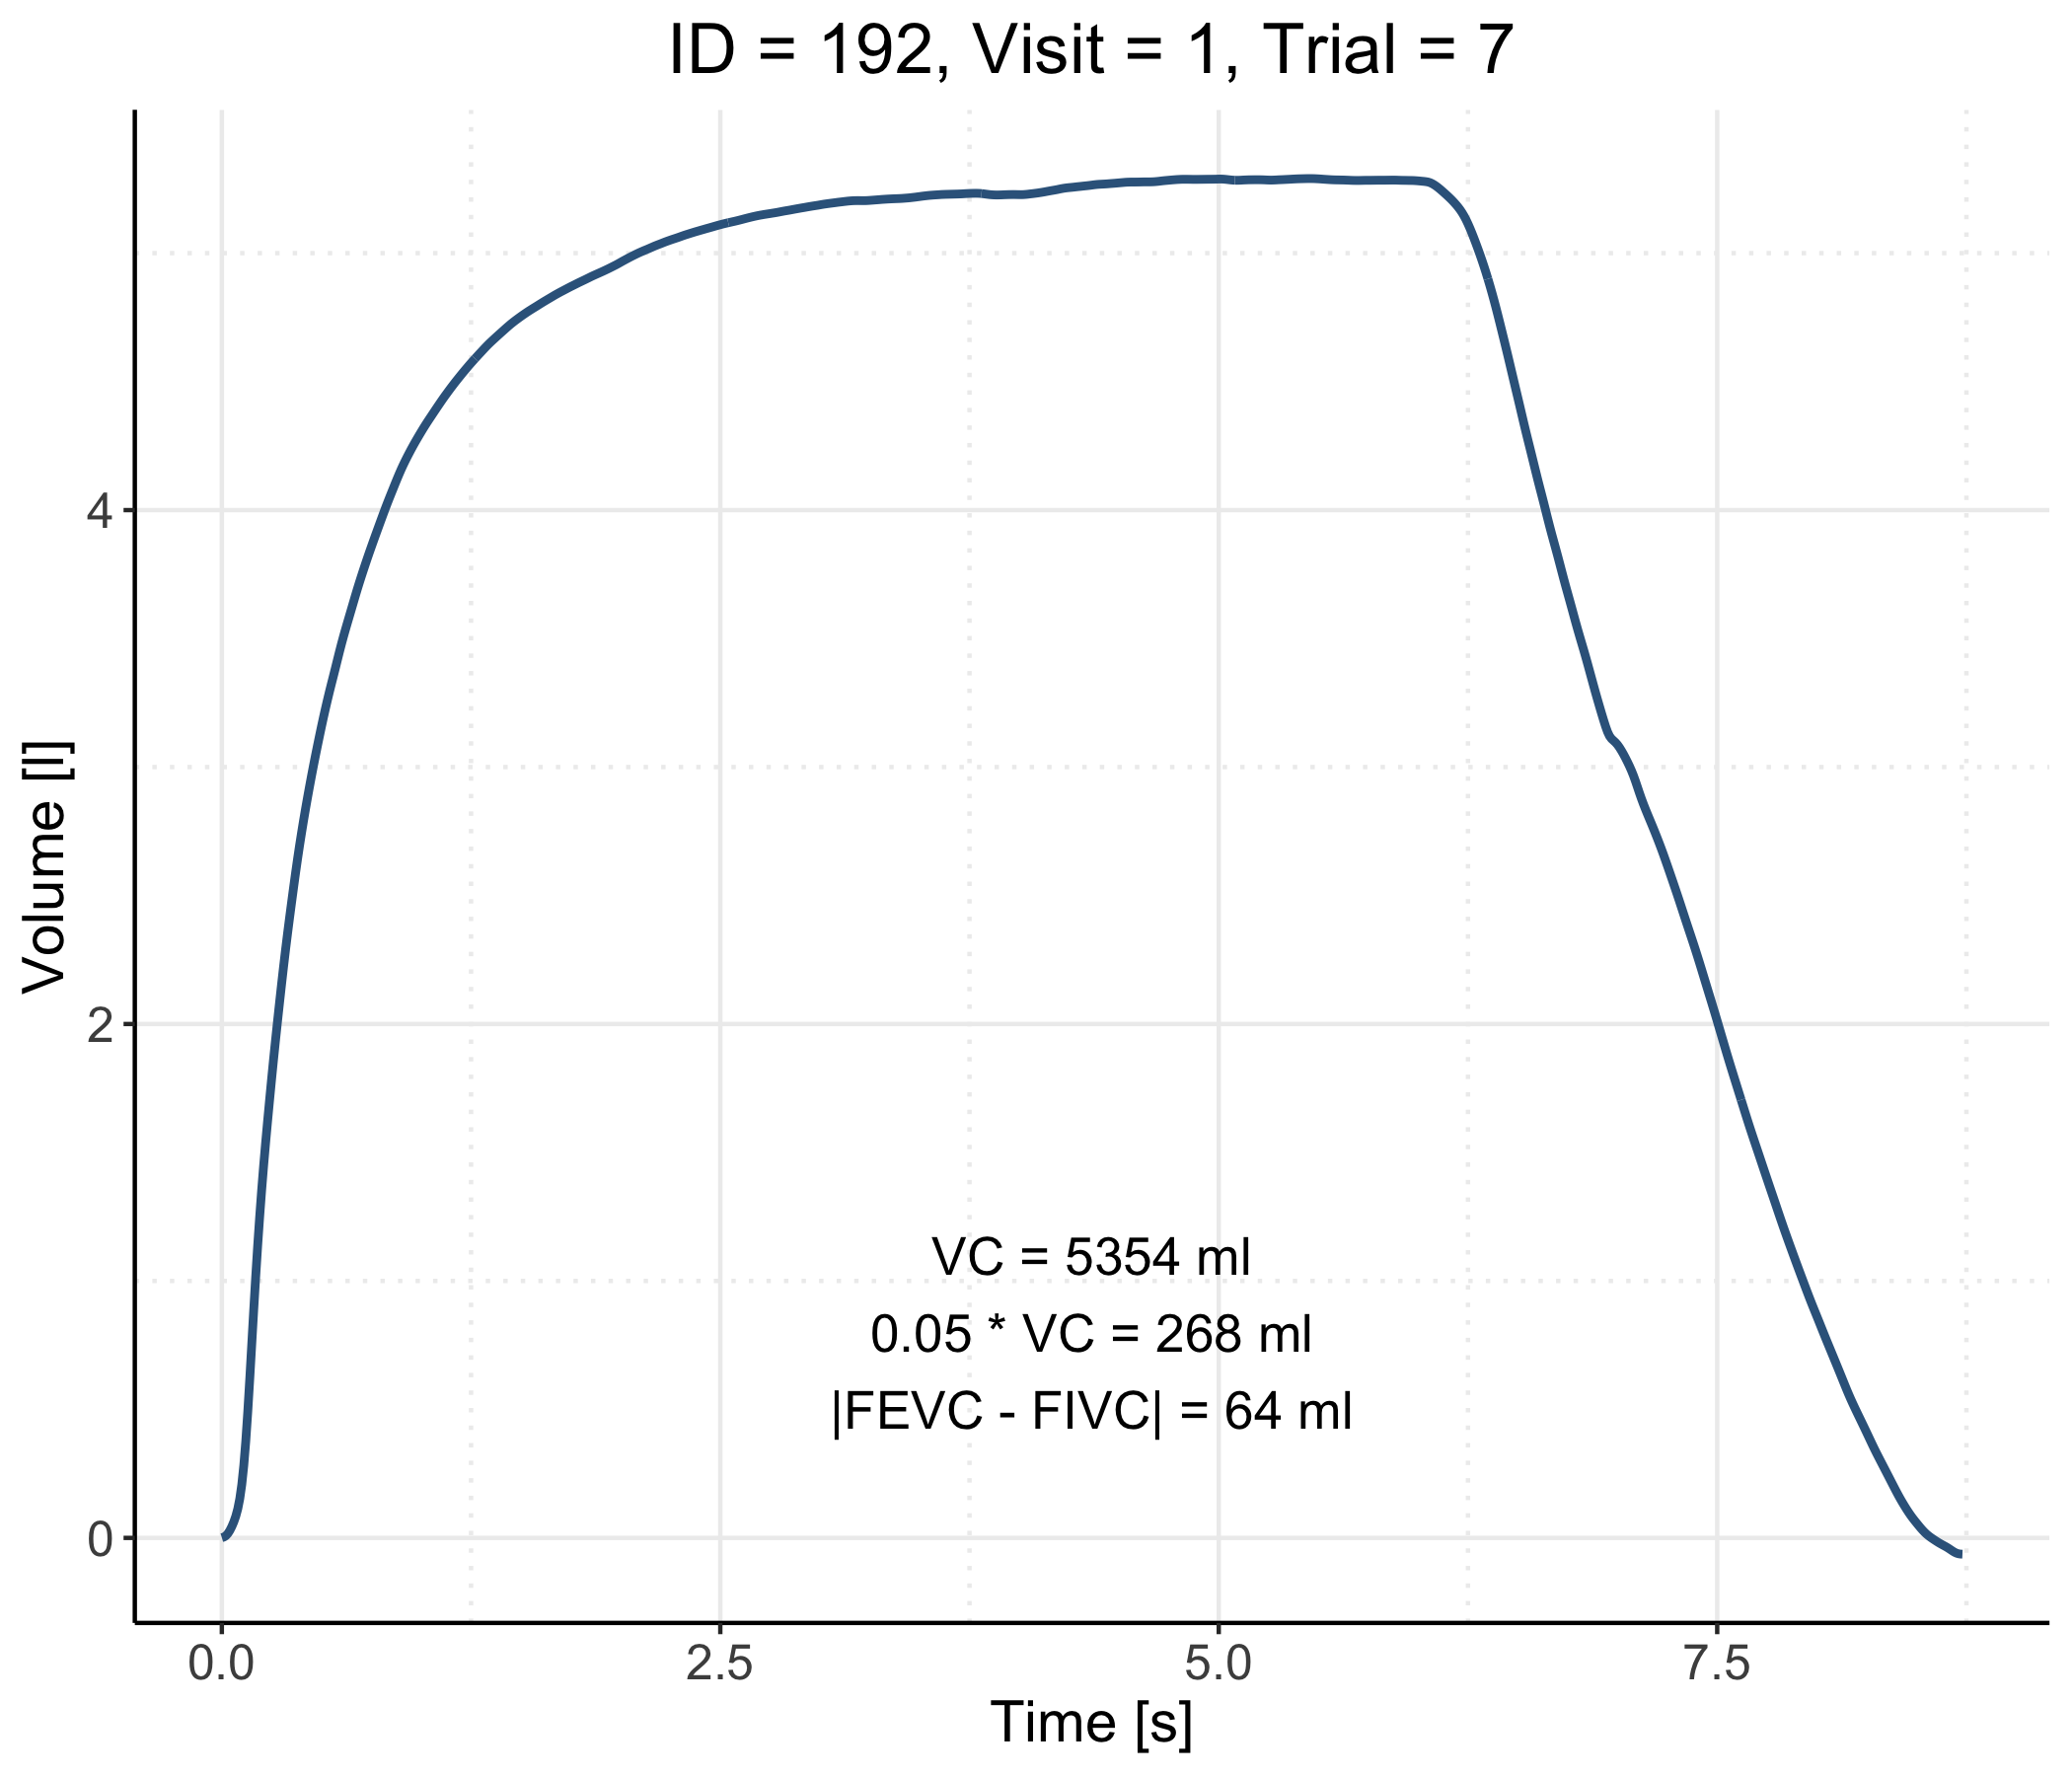 ID = 192, Visit = 1, Trial = 7
Volume [l]
4
2
0
VC = 5354 ml
0.05 * VC = 268 ml
|FEVC - FIVC| = 64 ml
0.0 2.5 5.0 7.5
Time [s]